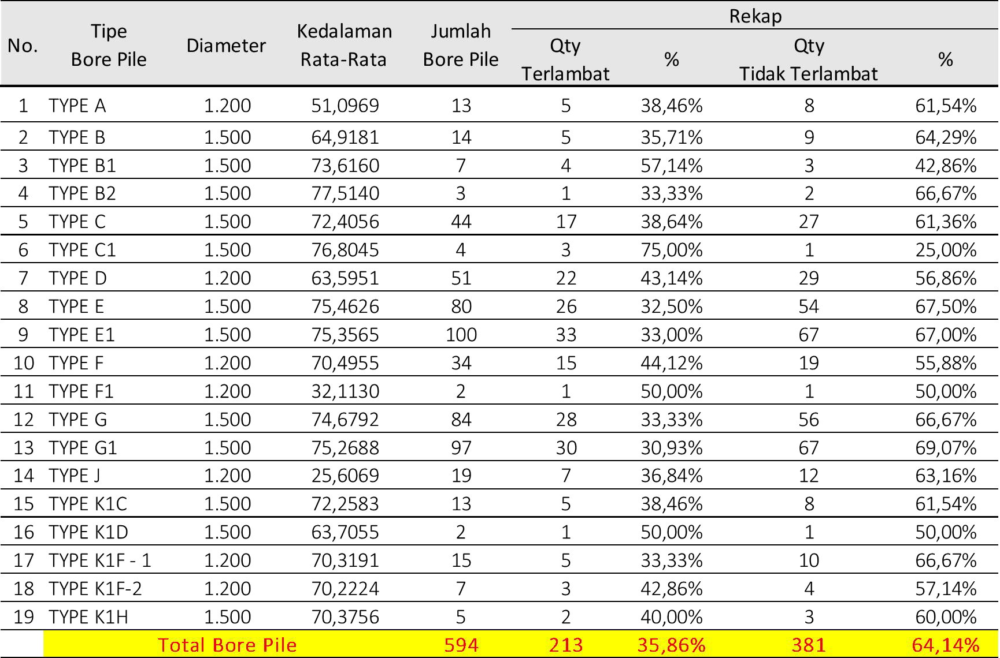 No. Tipe Bore Pile Diameter Kedalaman Rata-Rata Jumlah Bore Pile Rekap
Qty Terlambat % Qty Tidak Terlambat %
1 TYPE A 1.200 51,0969 13 5 38,46% 8 61,54%
2 TYPE B 1.500 64,9181 14 5 35,71% 9 64,29%
3 TYPE B1 1.500 73,6160 7 4 57,14% 3 42,86%
4 TYPE B2 1.500 77,5140 3 1 33,33% 2 66,67%
5 TYPE C 1.500 72,4056 44 17 38,64% 27 61,36%
6 TYPE C1 1.500 76,8045 4 3 75,00% 1 25,00%
7 TYPE D 1.200 63,5951 51 22 43,14% 29 56,86%
8 TYPE E 1.500 75,4626 80 26 32,50% 54 67,50%
9 TYPE E1 1.500 75,3565 100 33 33,00% 67 67,00%
10 TYPE F 1.200 70,4955 34 15 44,12% 19 55,88%
11 TYPE F1 1.200 32,1130 2 1 50,00% 1 50,00%
12 TYPE G 1.500 74,6792 84 28 33,33% 56 66,67%
13 TYPE G1 1.500 75,2688 97 30 30,93% 67 69,07%
14 TYPE J 1.200 25,6069 19 7 36,84% 12 63,16%
15 TYPE K1C 1.500 72,2583 13 5 38,46% 8 61,54%
16 TYPE K1D 1.500 63,7055 2 1 50,00% 1 50,00%
17 TYPE K1F - 1 1.200 70,3191 15 5 33,33% 10 66,67%
18 TYPE K1F-2 1.200 70,2224 7 3 42,86% 4 57,14%
19 TYPE K1H 1.500 70,3756 5 2 40,00% 3 60,00%
Total Bore Pile 594 213 35,86% 381 64,14%